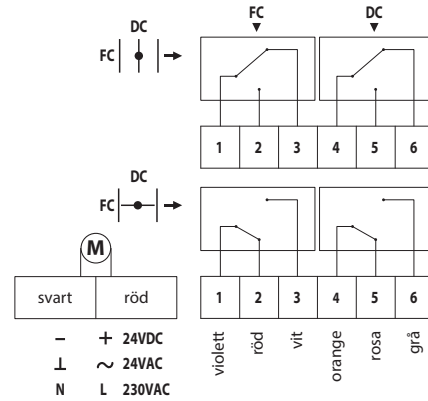 FC DC
DC
FC
1 2 3 4 5 6
DC
FC
M
svart röd
1 2 3 4 5 6
violett röd vit orange rosa grå
− + 24VDC
⊥ ~ 24VAC
N L 230VAC